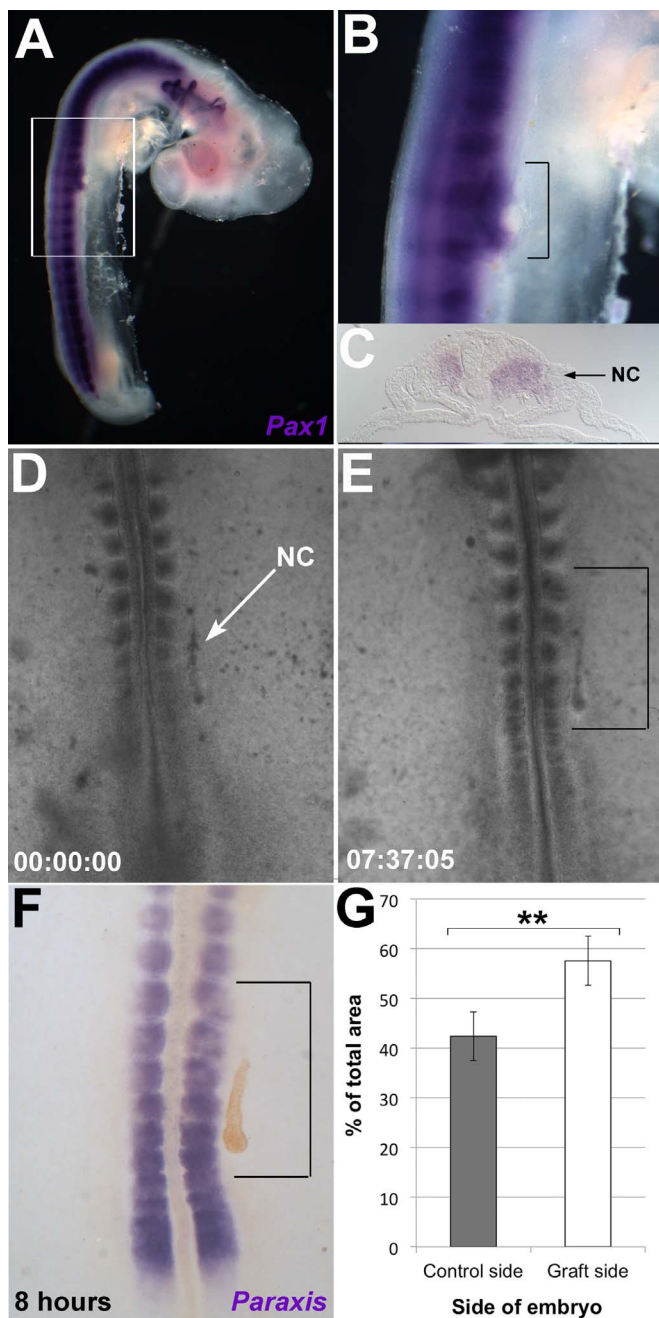 A
Pax1
B
C
NC
D
NC
00:00:00
E
07:37:05
F
8 hours
Paraxis
G
**
% of total area
70
60
50
40
30
20
10
0
Control side
Graft side
Side of embryo